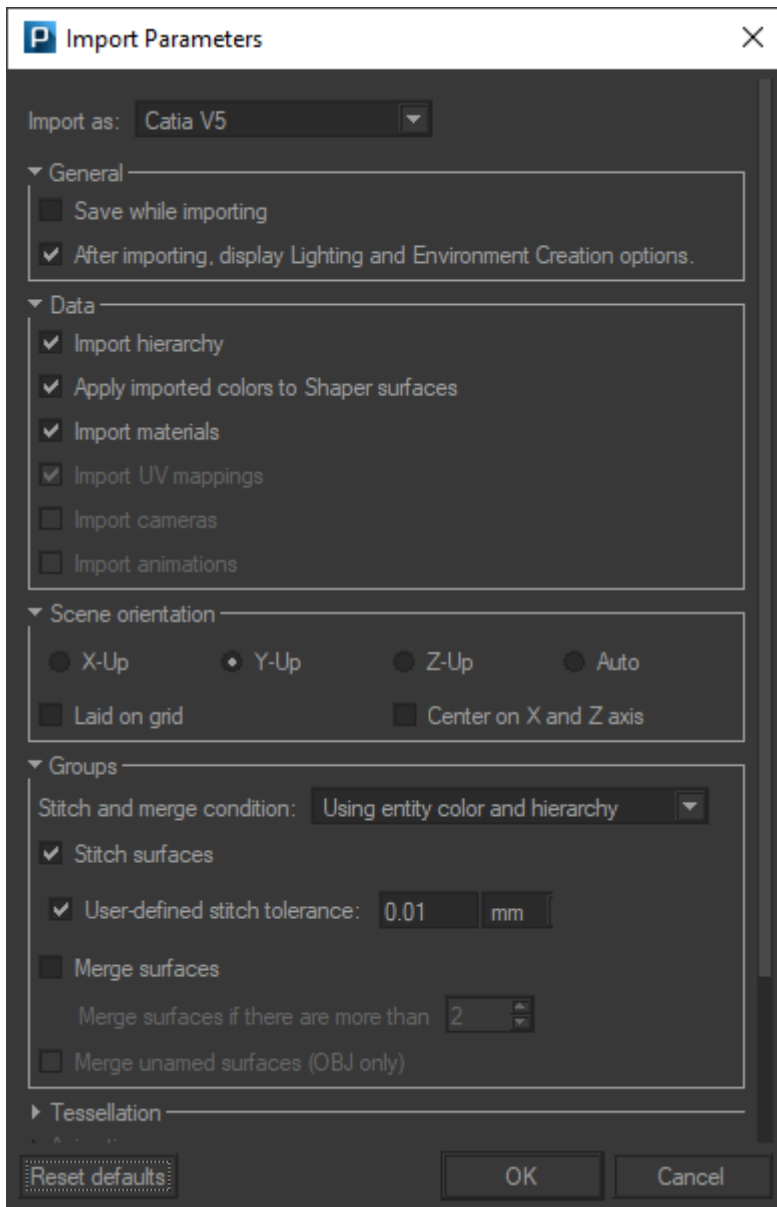 P Import Parameters
Import as: Catia V5
General
Save while importing
After importing, display Lighting and Environment Creation options.
Data
Import hierarchy
Apply imported colors to Shaper surfaces
Import materials
Import UV mappings
Import cameras
Import animations
Scene orientation
X-Up Y-Up Z-Up Auto
Laid on grid Center on X and Z axis
Groups
Stitch and merge condition: Using entity color and hierarchy
Stitch surfaces
User-defined stitch tolerance: 0.01 mm
Merge surfaces
Merge surfaces if there are more than 2
Merge unamed surfaces (OBJ only)
Tessellation
Reset defaults OK Cancel